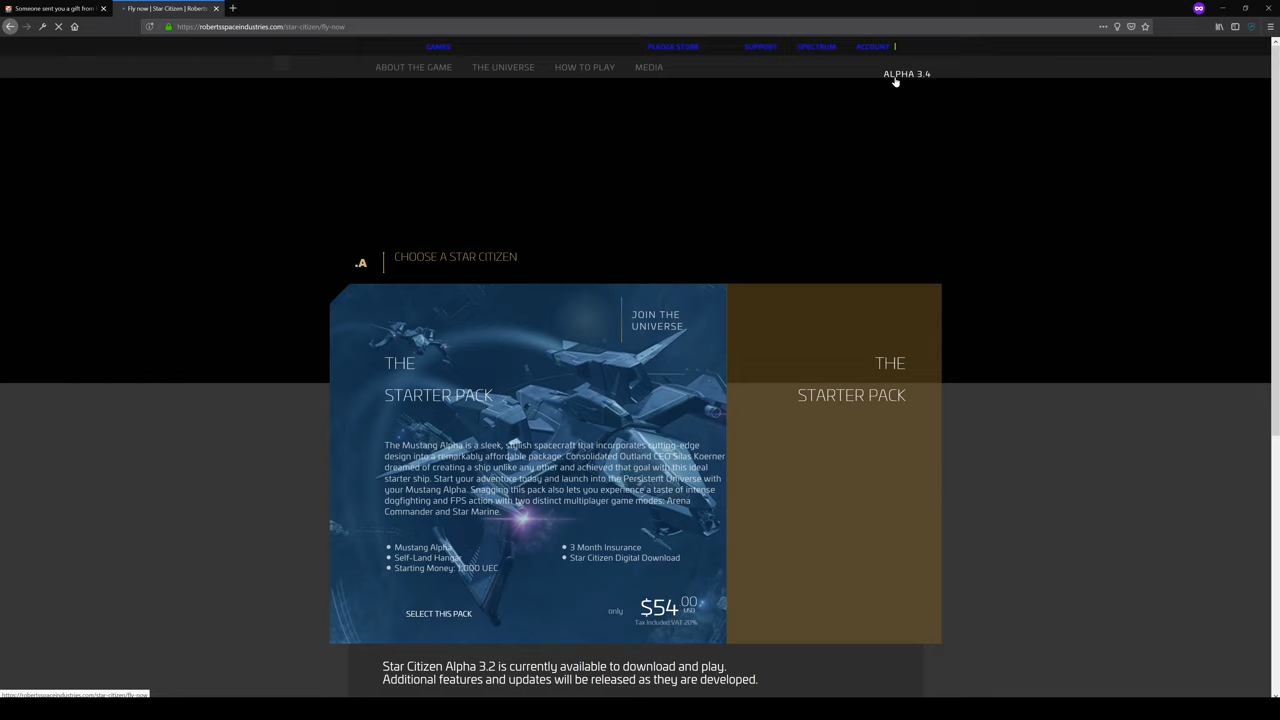 Someone sent you a gift from
Fly now | Star Citizen | Roberts
https://robertsspaceindustries.com/star-citizen/fly-now
GAMES
PLEDGE STORE
SUPPORT
SPECTRUM
ACCOUNT
ABOUT THE GAME
THE UNIVERSE
HOW TO PLAY
MEDIA
ALPHA 3.4
.A
CHOOSE A STAR CITIZEN
JOIN THE
UNIVERSE
THE
STARTER PACK
The Mustang Alpha is a sleek, stylish spacecraft that incorporates cutting-edge
design into a remarkably affordable package. Consolidated Outland CEO Silas Koerner
dreamed of creating a ship unlike any other and achieved that goal with this ideal
starter ship. Start your adventure today and launch into the Persistent Universe with
your Mustang Alpha. Snagging this pack also lets you experience a taste of intense
dogfighting and FPS action with two distinct multiplayer game modes: Arena
Commander and Star Marine.
Mustang Alpha
Self-Land Hangar
Starting Money: 1,000 UEC
3 Month Insurance
Star Citizen Digital Download
SELECT THIS PACK
only
$54.00 USD
Tax Included VAT 20%
THE
STARTER PACK
Star Citizen Alpha 3.2 is currently available to download and play.
Additional features and updates will be released as they are developed.
https://robertsspaceindustries.com/star-citizen/fly-now